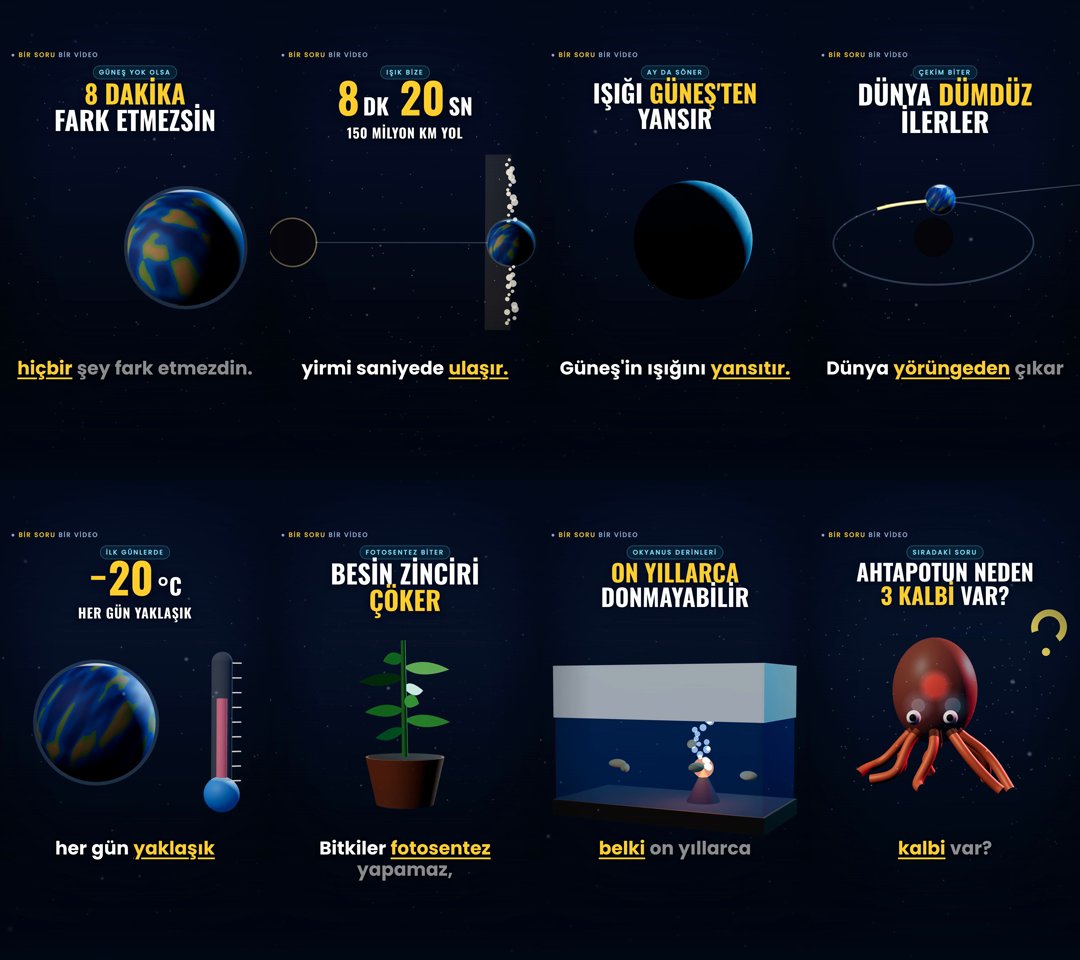 BİR SORU BİR VİDEO
GÜNEŞ YOK OLSA
8 DAKİKA
FARK ETMEZSİN
hiçbir şey fark etmezdin.
BİR SORU BİR VİDEO
IŞIK BİZE
8 DK 20 SN
150 MİLYON KM YOL
yirmi saniyede ulaşır.
BİR SORU BİR VİDEO
AY DA SÖNER
IŞIĞI GÜNEŞ'TEN
YANSIR
Güneş'in ışığını yansıtır.
BİR SORU BİR VİDEO
ÇEKİM BİTER
DÜNYA DÜMDÜZ
İLERLER
Dünya yörüngeden çıkar
BİR SORU BİR VİDEO
İLK GÜNLERDE
-20 °C
HER GÜN YAKLAŞIK
her gün yaklaşık
BİR SORU BİR VİDEO
FOTOSENTEZ BİTER
BESİN ZİNCİRİ
ÇÖKER
Bitkiler fotosentez
yapamaz,
BİR SORU BİR VİDEO
OKYANUS DERİNLERİ
ON YILLARCA
DONMAYABİLİR
belki on yıllarca
BİR SORU BİR VİDEO
SIRADAKİ SORU
AHTAPOTUN NEDEN
3 KALBİ VAR?
?
kalbi var?